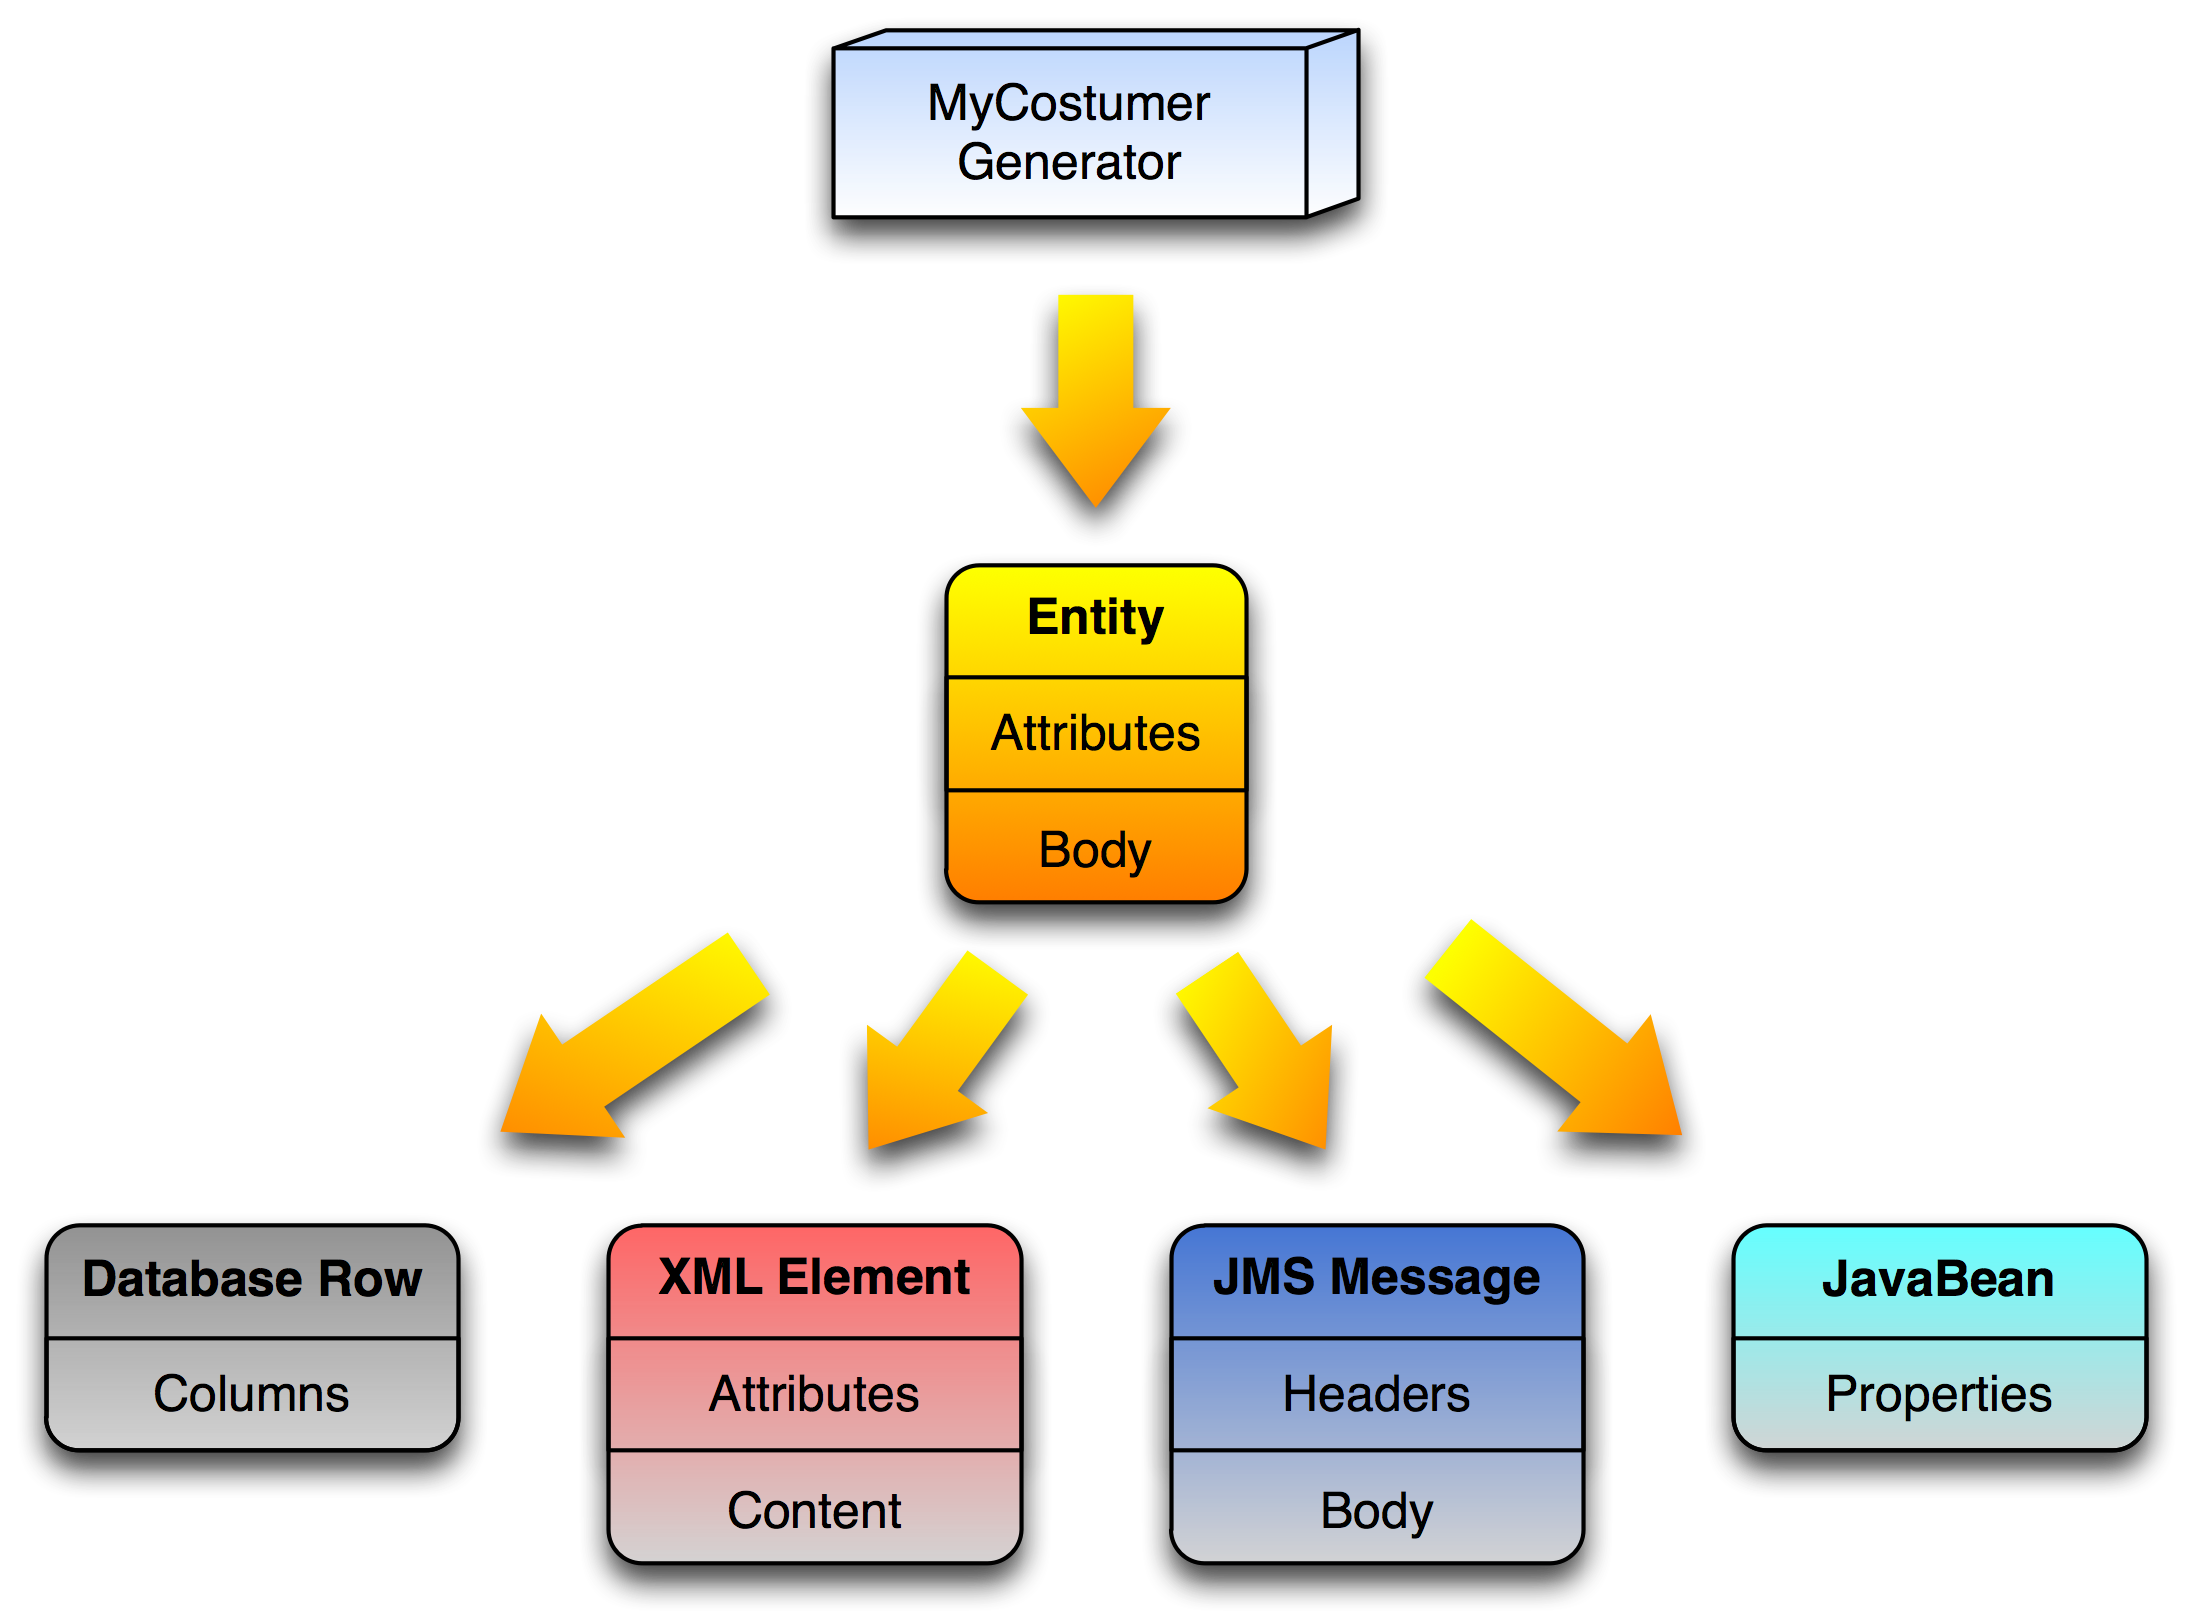 MyCostumer
Generator
Entity
Attributes
Body
Database Row
Columns
XML Element
Attributes
Content
JMS Message
Headers
Body
JavaBean
Properties